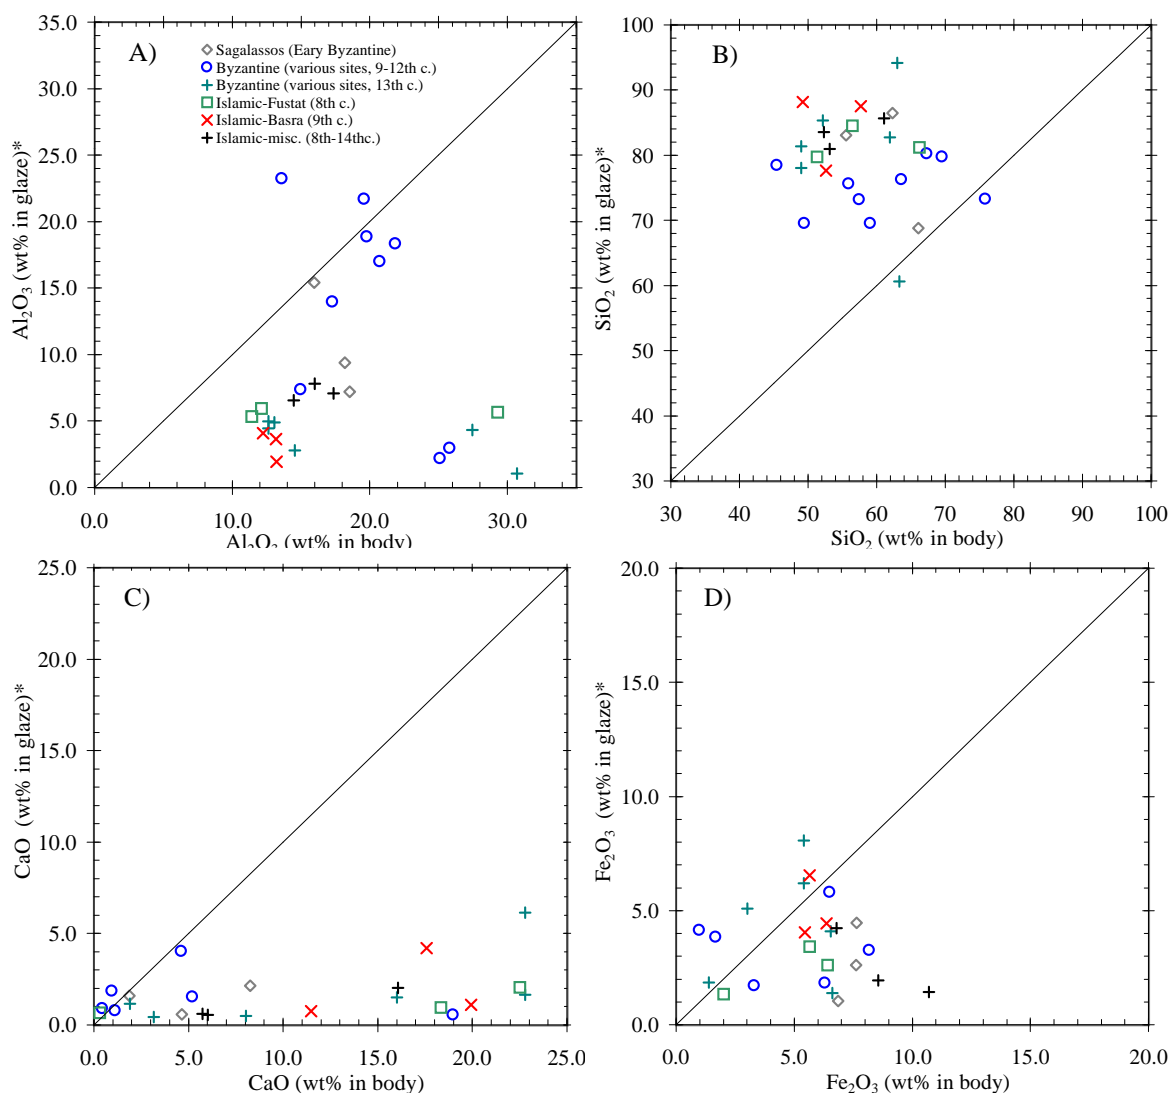 A)
Sagalassos (Eary Byzantine)
Byzantine (various sites, 9-12th c.)
Byzantine (various sites, 13th c.)
Islamic-Fustat (8th c.)
Islamic-Basra (9th c.)
Islamic-misc. (8th-14thc.)
35.0
30.0
25.0
20.0
15.0
10.0
5.0
0.0
Al₂O₃ (wt% in glaze)*
0.0 10.0 20.0 30.0
Al₂O₃ (wt% in body)
B)
100
90
80
70
60
50
40
30
SiO₂ (wt% in glaze)*
30 40 50 60 70 80 90 100
SiO₂ (wt% in body)
C)
25.0
20.0
15.0
10.0
5.0
0.0
CaO (wt% in glaze)*
0.0 5.0 10.0 15.0 20.0 25.0
CaO (wt% in body)
D)
20.0
15.0
10.0
5.0
0.0
Fe₂O₃ (wt% in glaze)*
0.0 5.0 10.0 15.0 20.0
Fe₂O₃ (wt% in body)